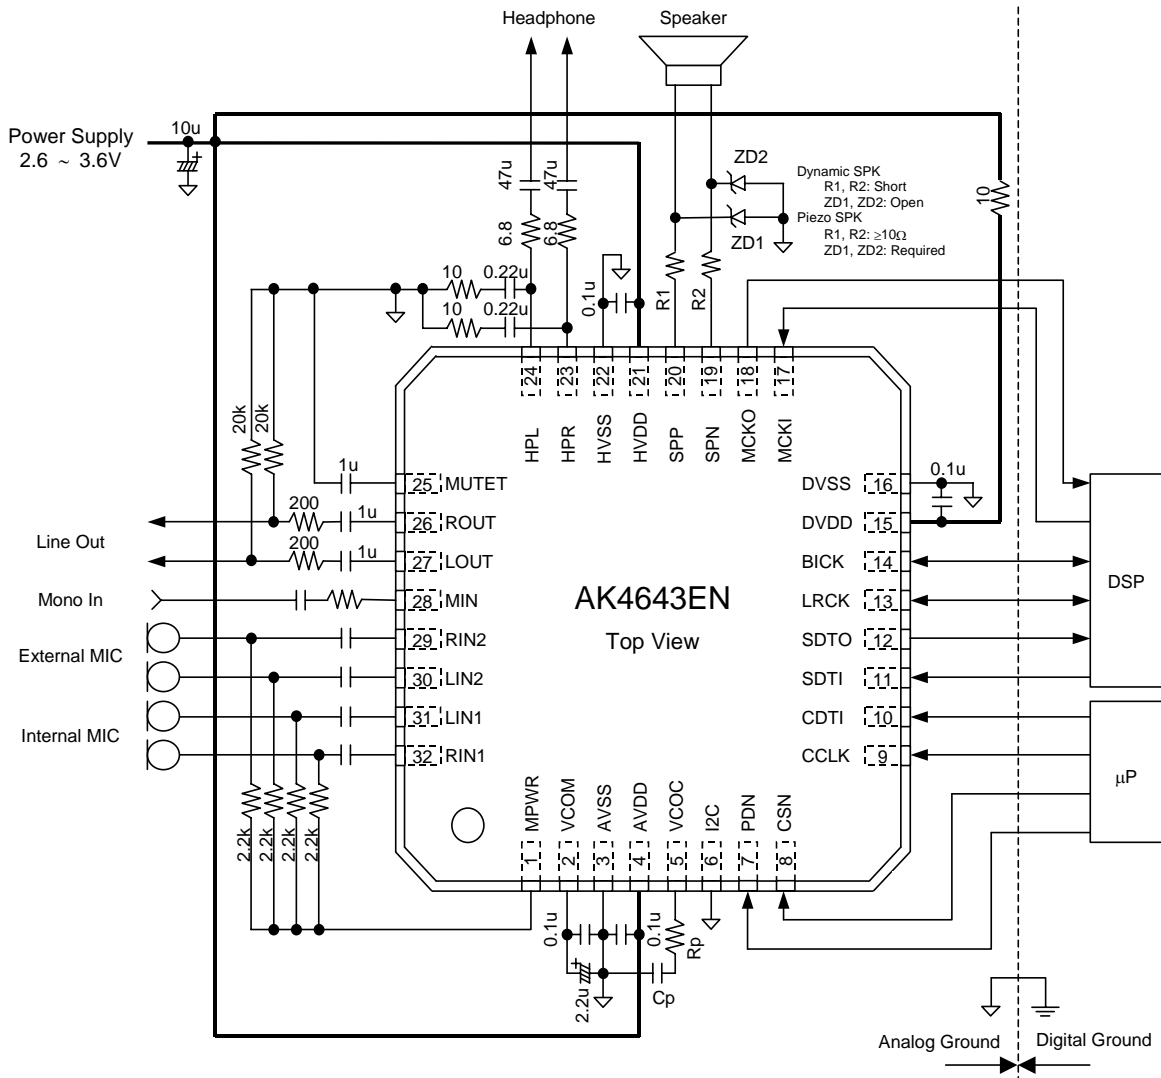 Headphone
Speaker
Power Supply
2.6 ~ 3.6V
10u
47u
47u
6.8
6.8
ZD2
ZD1
Dynamic SPK
R1, R2: Short
ZD1, ZD2: Open
Piezo SPK
R1, R2: ≥10Ω
ZD1, ZD2: Required
10
10
0.22u
10
0.22u
0.1u
R1
R2
20k
20k
24
23
22
21
20
19
18
17
HPL
HPR
HVSS
HVDD
SPP
SPN
MCKO
MCKI
1u
25
MUTET
200
1u
26
ROUT
200
1u
27
LOUT
28
MIN
29
RIN2
30
LIN2
31
LIN1
32
RIN1
Line Out
Mono In
External MIC
Internal MIC
AK4643EN
Top View
DVSS
16
0.1u
DVDD
15
BICK
14
LRCK
13
SDTO
12
SDTI
11
CDTI
10
CCLK
9
DSP
μP
2.2k
2.2k
2.2k
2.2k
MPWR
VCOM
AVSS
AVDD
VCOC
I2C
PDN
CSN
1
2
3
4
5
6
7
8
0.1u
0.1u
Rp
+
2.2u
Cp
Analog Ground
Digital Ground